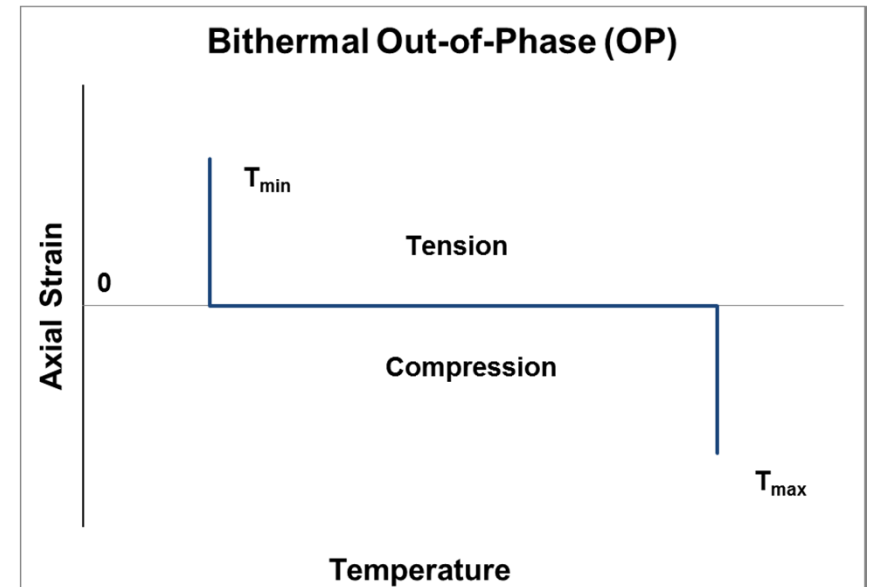 Bithermal Out-of-Phase (OP)
Tmin
Tension
0
Axial Strain
Compression
Tmax
Temperature